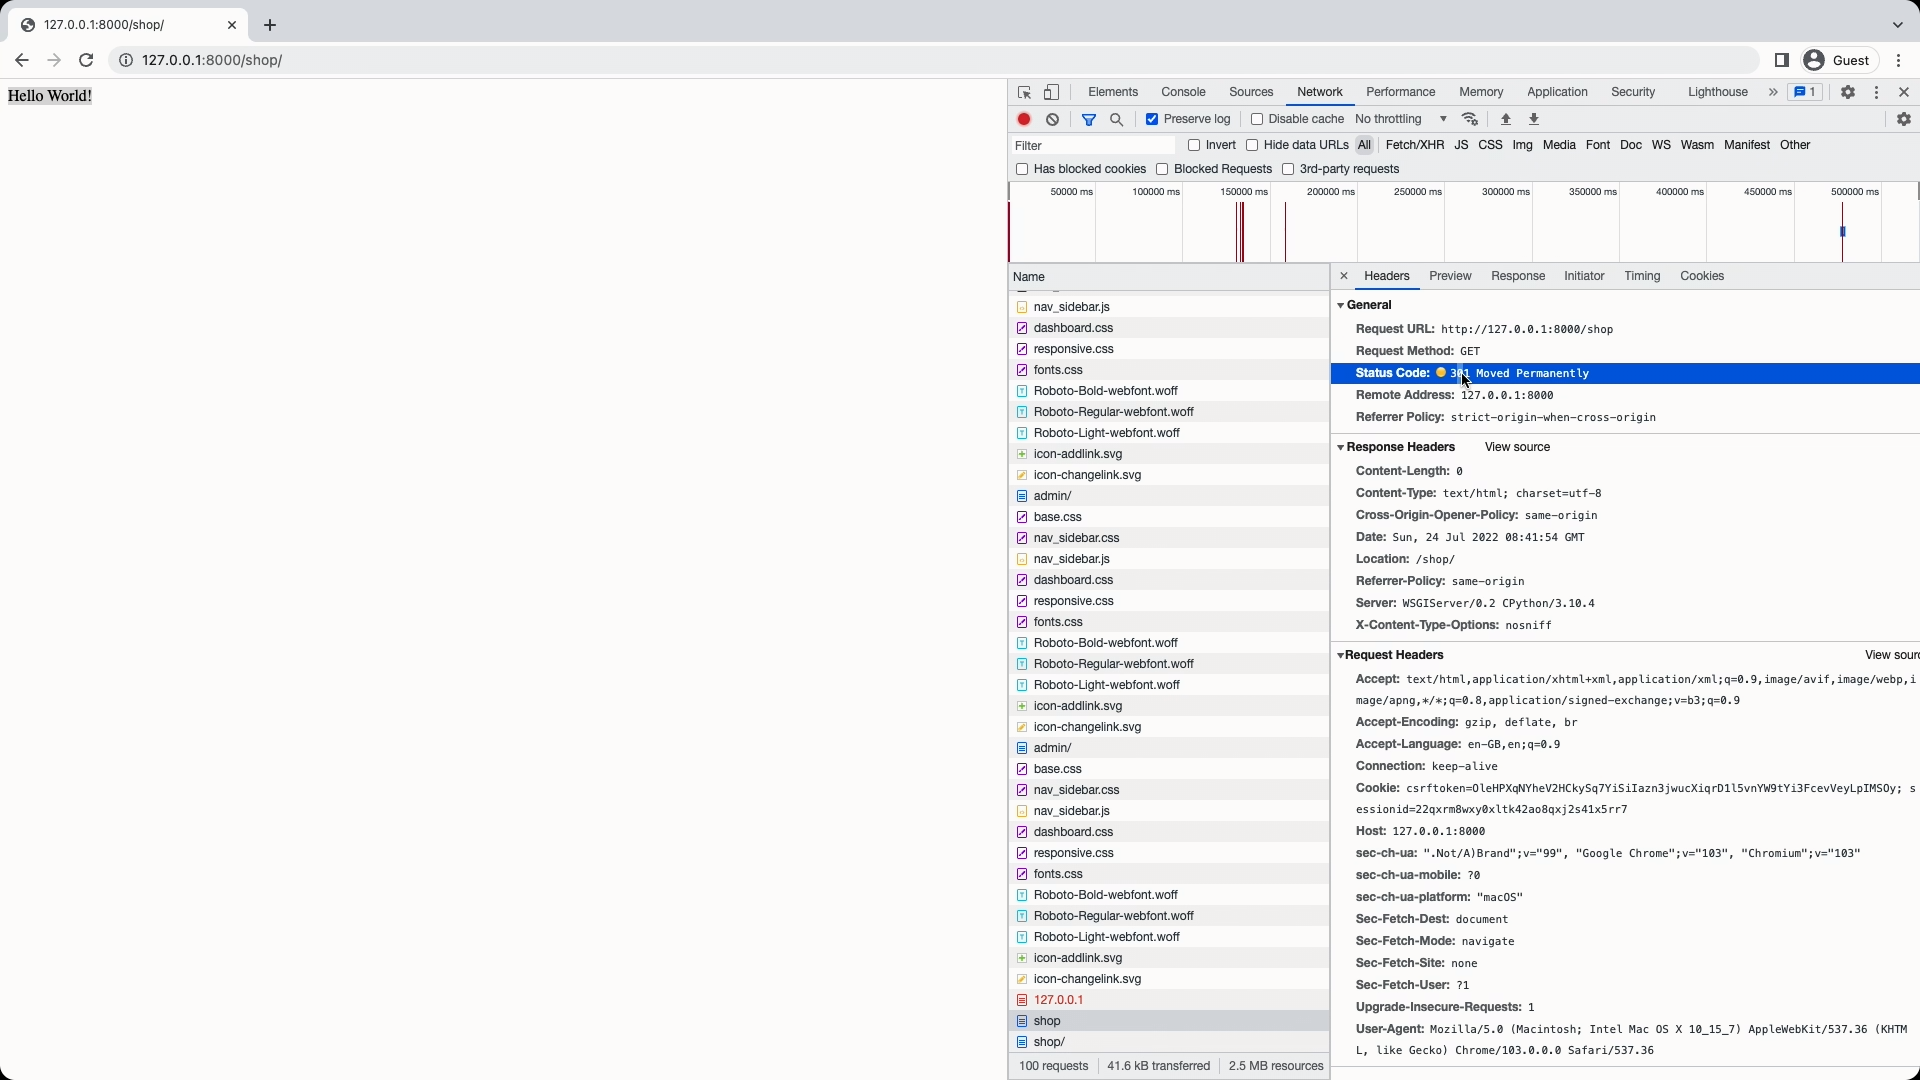 127.0.0.1:8000/shop/
127.0.0.1:8000/shop/
Guest
Hello World!
Elements Console Sources Network Performance Memory Application Security Lighthouse 1
Preserve log Disable cache No throttling
Filter Invert Hide data URLs All Fetch/XHR JS CSS Img Media Font Doc WS Wasm Manifest Other
Has blocked cookies Blocked Requests 3rd-party requests
50000 ms 100000 ms 150000 ms 200000 ms 250000 ms 300000 ms 350000 ms 400000 ms 450000 ms 500000 ms
Name
nav_sidebar.js
dashboard.css
responsive.css
fonts.css
Roboto-Bold-webfont.woff
Roboto-Regular-webfont.woff
Roboto-Light-webfont.woff
icon-addlink.svg
icon-changelink.svg
admin/
base.css
nav_sidebar.css
nav_sidebar.js
dashboard.css
responsive.css
fonts.css
Roboto-Bold-webfont.woff
Roboto-Regular-webfont.woff
Roboto-Light-webfont.woff
icon-addlink.svg
icon-changelink.svg
admin/
base.css
nav_sidebar.css
nav_sidebar.js
dashboard.css
responsive.css
fonts.css
Roboto-Bold-webfont.woff
Roboto-Regular-webfont.woff
Roboto-Light-webfont.woff
icon-addlink.svg
icon-changelink.svg
127.0.0.1
shop
shop/
100 requests 41.6 kB transferred 2.5 MB resources
Headers Preview Response Initiator Timing Cookies
General
Request URL: http://127.0.0.1:8000/shop
Request Method: GET
Status Code: 301 Moved Permanently
Remote Address: 127.0.0.1:8000
Referrer Policy: strict-origin-when-cross-origin
Response Headers View source
Content-Length: 0
Content-Type: text/html; charset=utf-8
Cross-Origin-Opener-Policy: same-origin
Date: Sun, 24 Jul 2022 08:41:54 GMT
Location: /shop/
Referrer-Policy: same-origin
Server: WSGIServer/0.2 CPython/3.10.4
X-Content-Type-Options: nosniff
Request Headers View sour
Accept: text/html,application/xhtml+xml,application/xml;q=0.9,image/avif,image/webp,i
mage/apng,*/*;q=0.8,application/signed-exchange;v=b3;q=0.9
Accept-Encoding: gzip, deflate, br
Accept-Language: en-GB,en;q=0.9
Connection: keep-alive
Cookie: csrftoken=OleHPXqNYheV2HCkySq7YiSiIazn3jwucXiqrD1l5vnYW9tYi3FcevVeyLpIMSOy; s
essionid=22qxrm8wxy0xltk42ao8qxj2s41x5rr7
Host: 127.0.0.1:8000
sec-ch-ua: ".Not/A)Brand";v="99", "Google Chrome";v="103", "Chromium";v="103"
sec-ch-ua-mobile: ?0
sec-ch-ua-platform: "macOS"
Sec-Fetch-Dest: document
Sec-Fetch-Mode: navigate
Sec-Fetch-Site: none
Sec-Fetch-User: ?1
Upgrade-Insecure-Requests: 1
User-Agent: Mozilla/5.0 (Macintosh; Intel Mac OS X 10_15_7) AppleWebKit/537.36 (KHTM
L, like Gecko) Chrome/103.0.0.0 Safari/537.36